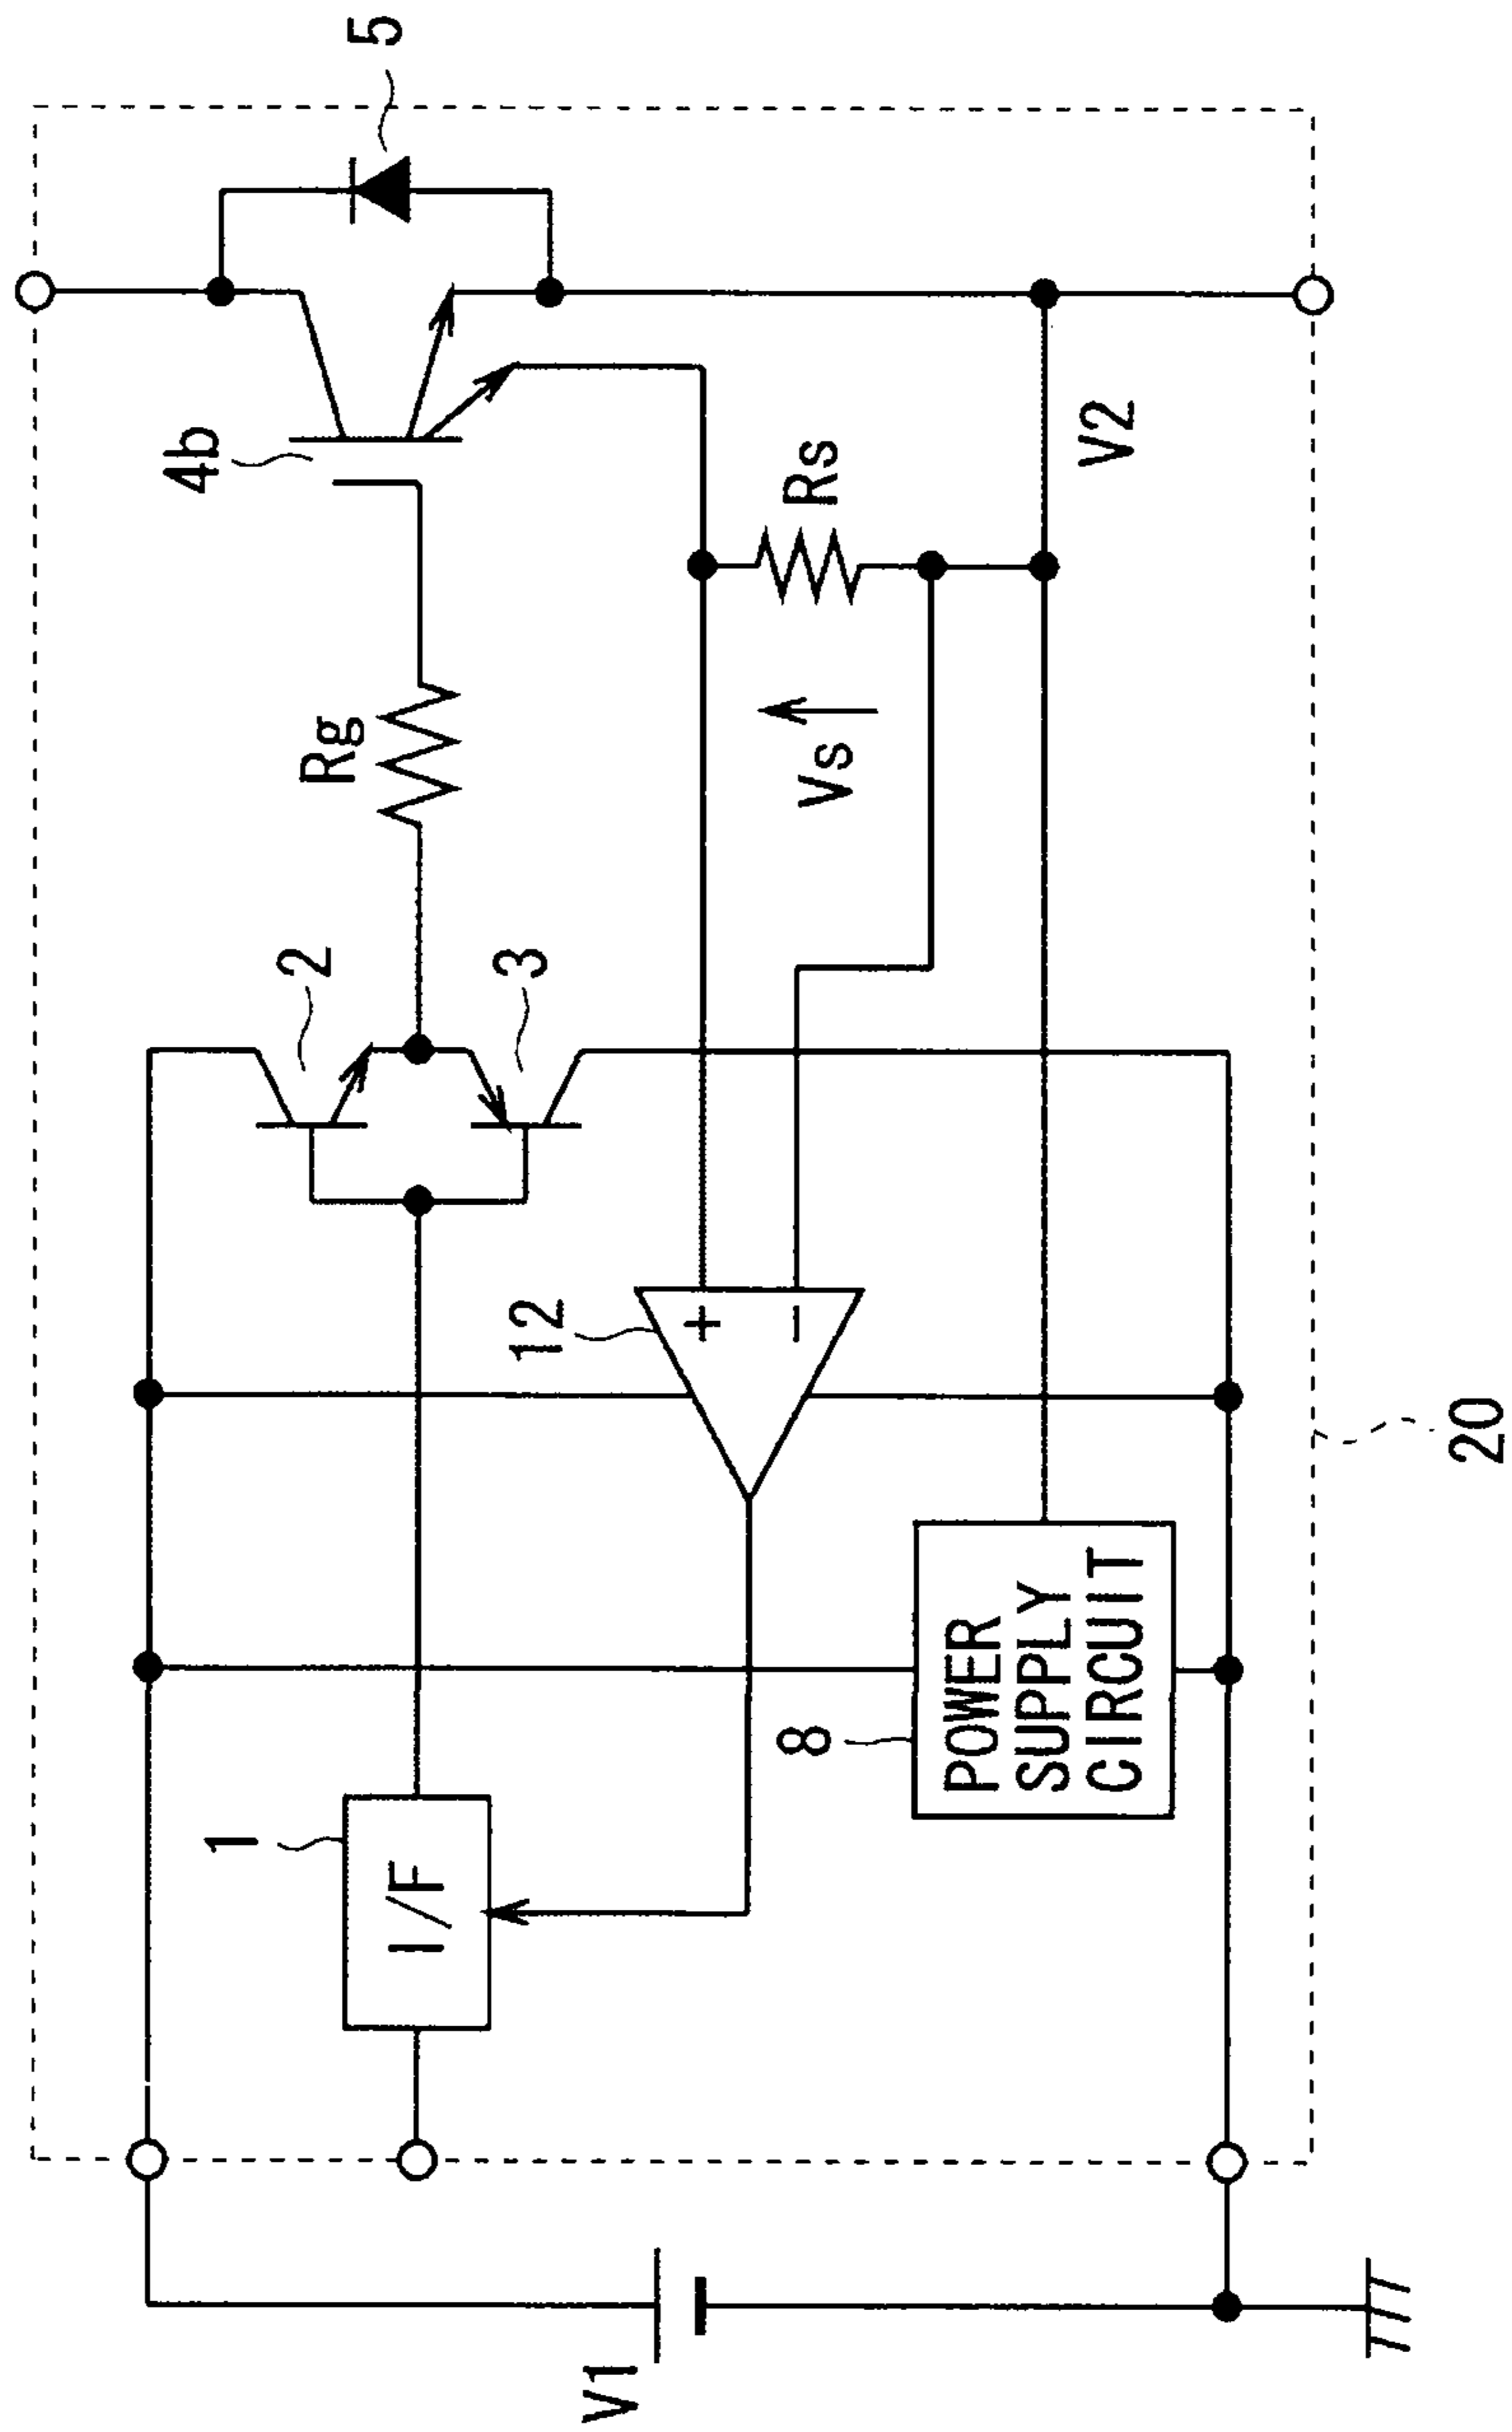 5
4b
Rg
2
3
Rs
Vs
V2
12
+
-
1
I/F
8
POWER
SUPPLY
CIRCUIT
V1
20